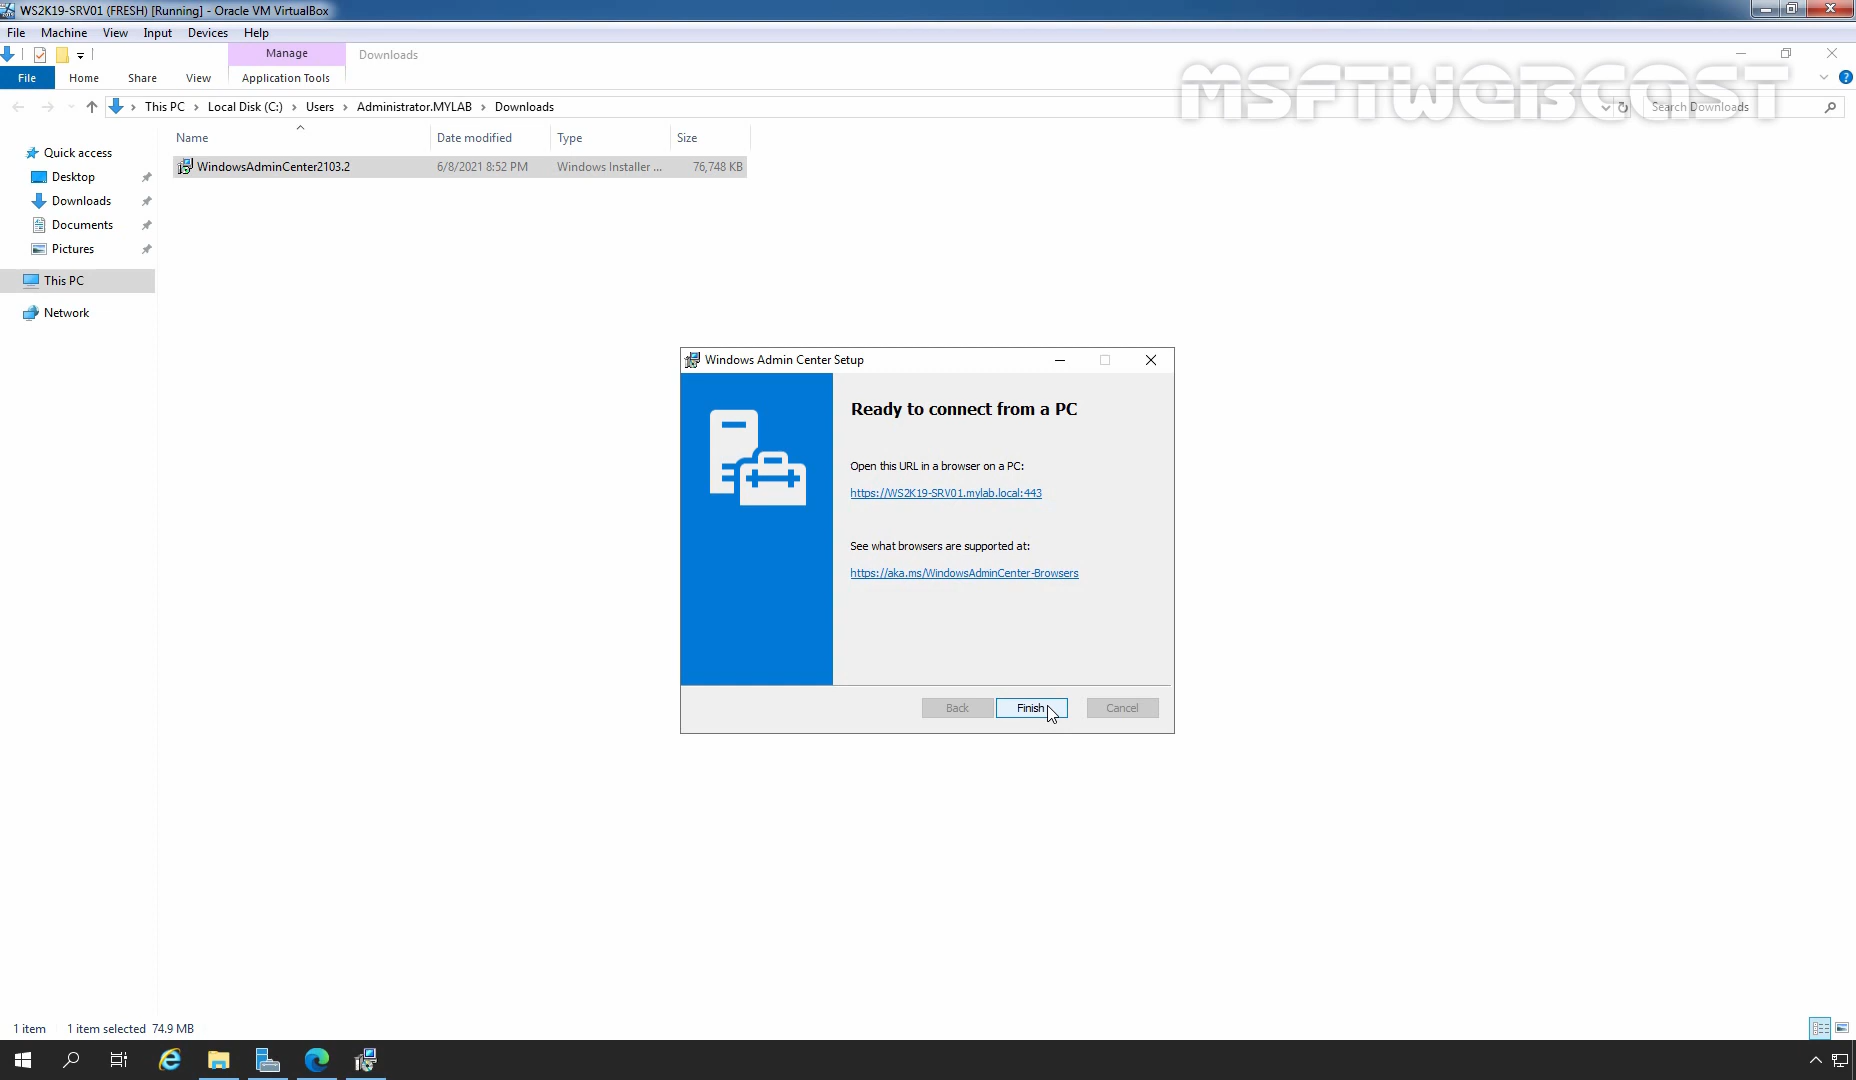 WS2K19-SRV01 (FRESH) [Running] - Oracle VM VirtualBox
File Machine View Input Devices Help
Manage Downloads
File Home Share View Application Tools
MSFTWEBCAST
This PC Local Disk (C:) Users Administrator.MYLAB Downloads Search Downloads
Name Date modified Type Size
Quick access
WindowsAdminCenter2103.2 6/8/2021 8:52 PM Windows Installer ... 76,748 KB
Desktop
Downloads
Documents
Pictures
This PC
Network
Windows Admin Center Setup
Ready to connect from a PC
Open this URL in a browser on a PC:
https://WS2K19-SRV01.mylab.local:443
See what browsers are supported at:
https://aka.ms/WindowsAdminCenter-Browsers
Back Finish Cancel
1 item 1 item selected 74.9 MB